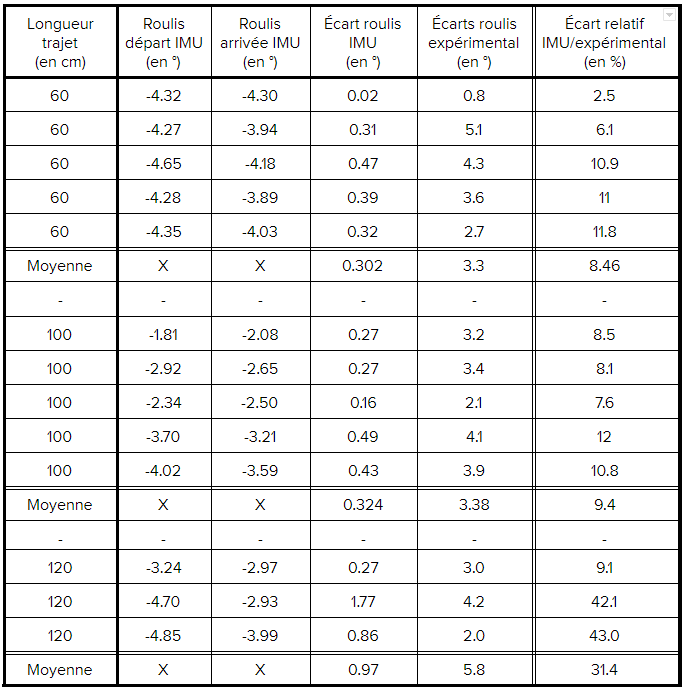 Longueur trajet (en cm) Roulis départ IMU (en °) Roulis arrivée IMU (en °) Écart roulis IMU (en °) Écarts roulis expérimental (en °) Écart relatif IMU/expérimental (en %)
60 -4.32 -4.30 0.02 0.8 2.5
60 -4.27 -3.94 0.31 5.1 6.1
60 -4.65 -4.18 0.47 4.3 10.9
60 -4.28 -3.89 0.39 3.6 11
60 -4.35 -4.03 0.32 2.7 11.8
Moyenne X X 0.302 3.3 8.46
- - - - - -
100 -1.81 -2.08 0.27 3.2 8.5
100 -2.92 -2.65 0.27 3.4 8.1
100 -2.34 -2.50 0.16 2.1 7.6
100 -3.70 -3.21 0.49 4.1 12
100 -4.02 -3.59 0.43 3.9 10.8
Moyenne X X 0.324 3.38 9.4
- - - - - -
120 -3.24 -2.97 0.27 3.0 9.1
120 -4.70 -2.93 1.77 4.2 42.1
120 -4.85 -3.99 0.86 2.0 43.0
Moyenne X X 0.97 5.8 31.4